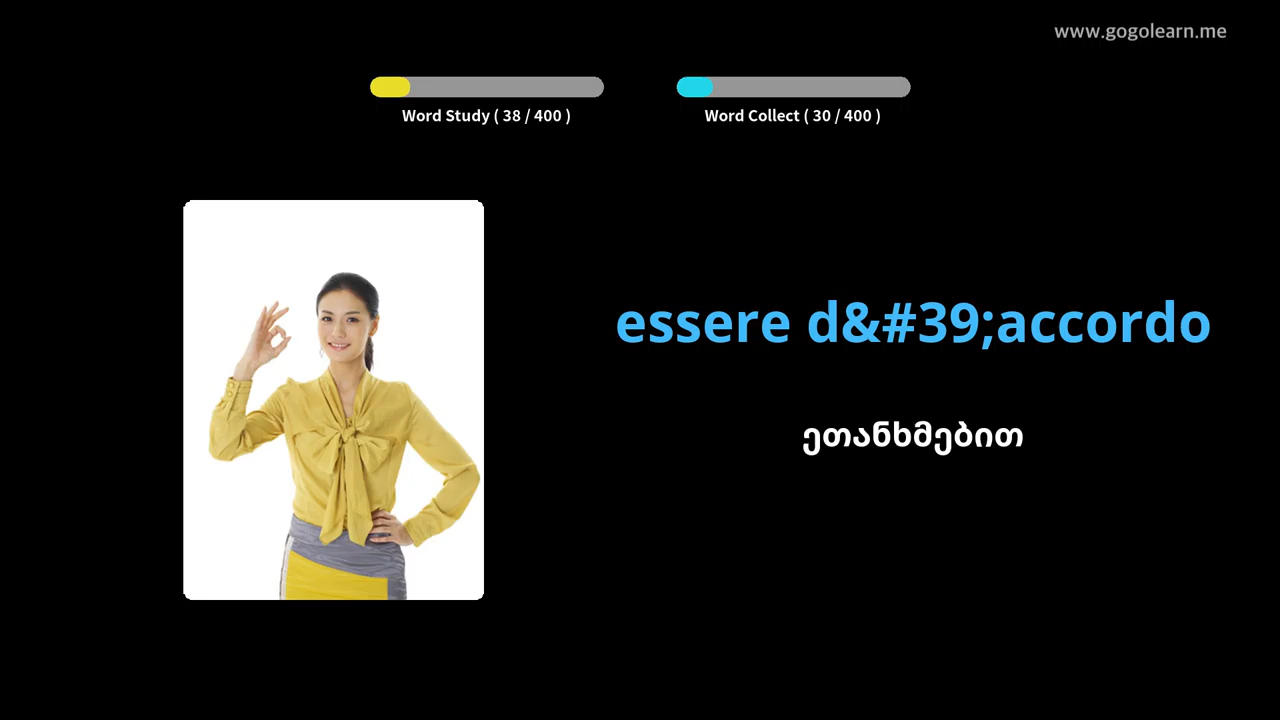 www.gogolearn.me
Word Study ( 38 / 400 )
Word Collect ( 30 / 400 )
essere d&#39;accordo
ეთანხმებით